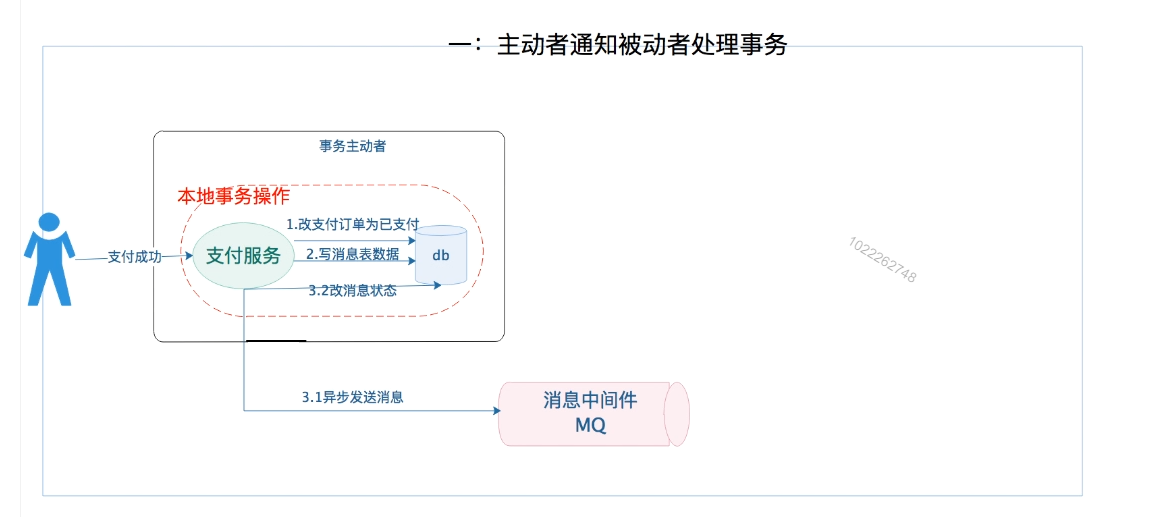 一：主动者通知被动者处理事务
事务主动者
本地事务操作
1.改支付订单为已支付
支付成功
支付服务
2.写消息表数据
db
3.2改消息状态
1022262748
3.1异步发送消息
消息中间件
MQ